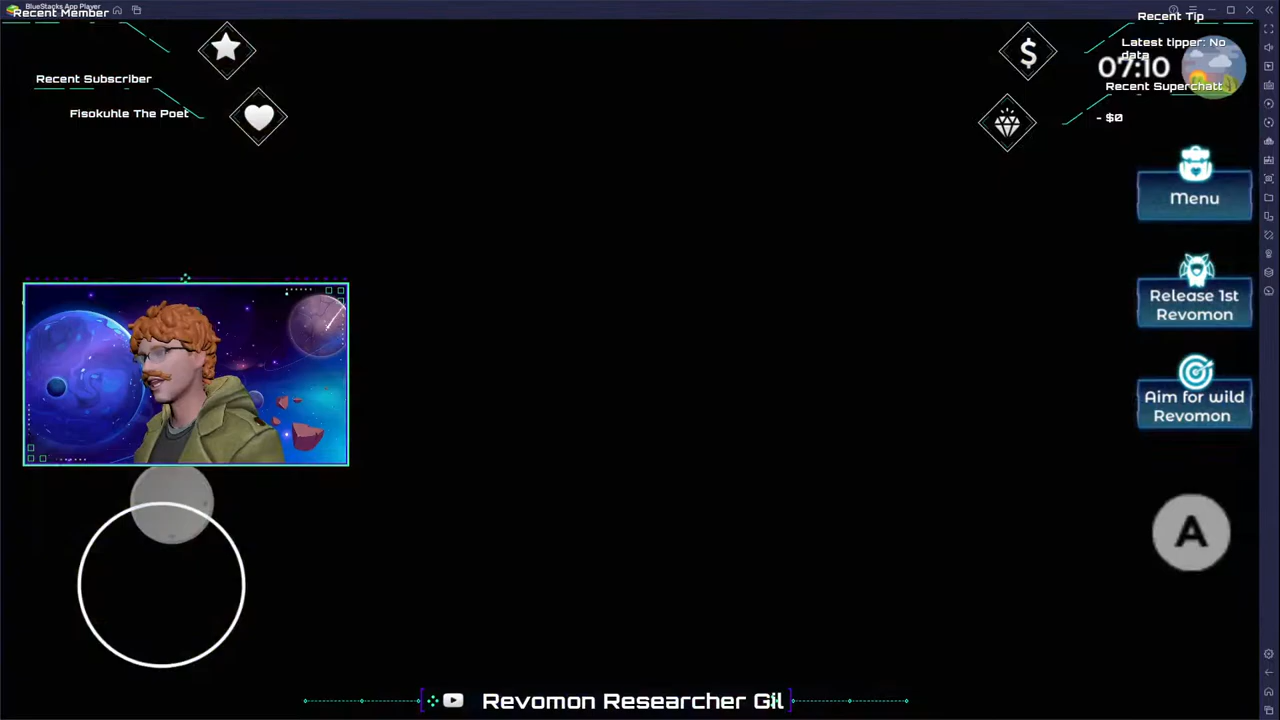 BlueStacks App Player
Recent Member
Recent Subscriber
Fisokuhle The Poet
Recent Tip
Latest tipper: No
data
07:10
Recent Superchatt
- $0
Menu
Release 1st
Revomon
Aim for wild
Revomon
A
Revomon Researcher Gil